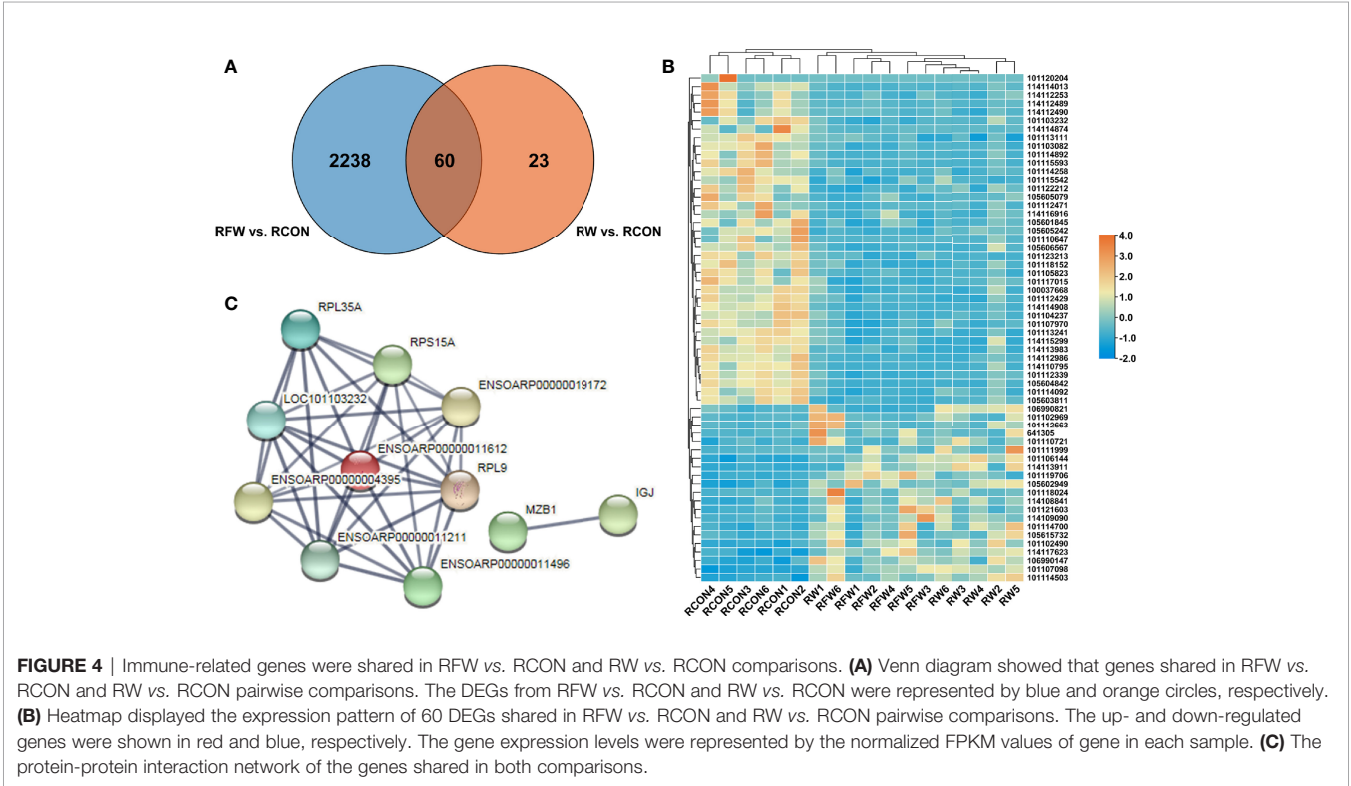 A
2238
60
23
RFW vs. RCON
RW vs. RCON
B
101120204
114114013
114112253
114112489
114112490
101103232
114114874
101113111
101103082
101114892
101115593
101114258
101115542
101122212
105605079
101112471
114116916
105601845
105605242
101110647
105606567
101123213
101118152
101105823
101117015
100037668
101112429
114114908
101104237
101107970
101113241
114115299
114113983
114112986
114110795
101112339
105604842
101114092
105603811
106990821
101102969
641305
101110721
101111999
101106144
114113911
101119706
105602949
101118024
114108841
101121603
114109090
101114700
105615732
101102490
114117623
106990147
101107098
101114503
RCON4
RCON5
RCON3
RCON6
RCON1
RCON2
RW1
RFW6
RFW1
RFW2
RFW4
RFW5
RFW3
RW6
RW3
RW4
RW2
RW5
4.0
3.0
2.0
1.0
0.0
-1.0
-2.0
C
RPL35A
RPS15A
ENSOARP00000019172
LOC101103232
ENSOARP00000011612
RPL9
ENSOARP00000004395
IGJ
MZB1
ENSOARP00000011211
ENSOARP00000011496
FIGURE 4 | Immune-related genes were shared in RFW vs. RCON and RW vs. RCON comparisons. (A) Venn diagram showed that genes shared in RFW vs.
RCON and RW vs. RCON pairwise comparisons. The DEGs from RFW vs. RCON and RW vs. RCON were represented by blue and orange circles, respectively.
(B) Heatmap displayed the expression pattern of 60 DEGs shared in RFW vs. RCON and RW vs. RCON pairwise comparisons. The up- and down-regulated
genes were shown in red and blue, respectively. The gene expression levels were represented by the normalized FPKM values of gene in each sample. (C) The
protein-protein interaction network of the genes shared in both comparisons.